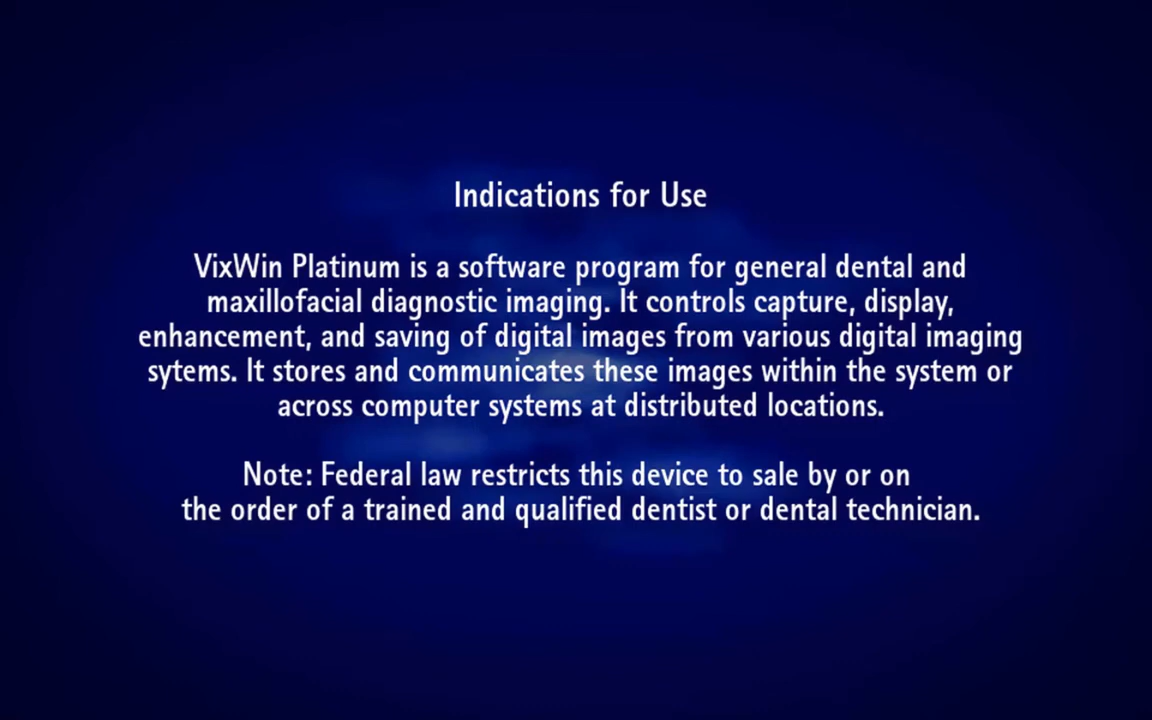 Indications for Use
VixWin Platinum is a software program for general dental and
maxillofacial diagnostic imaging. It controls capture, display,
enhancement, and saving of digital images from various digital imaging
sytems. It stores and communicates these images within the system or
across computer systems at distributed locations.
Note: Federal law restricts this device to sale by or on
the order of a trained and qualified dentist or dental technician.